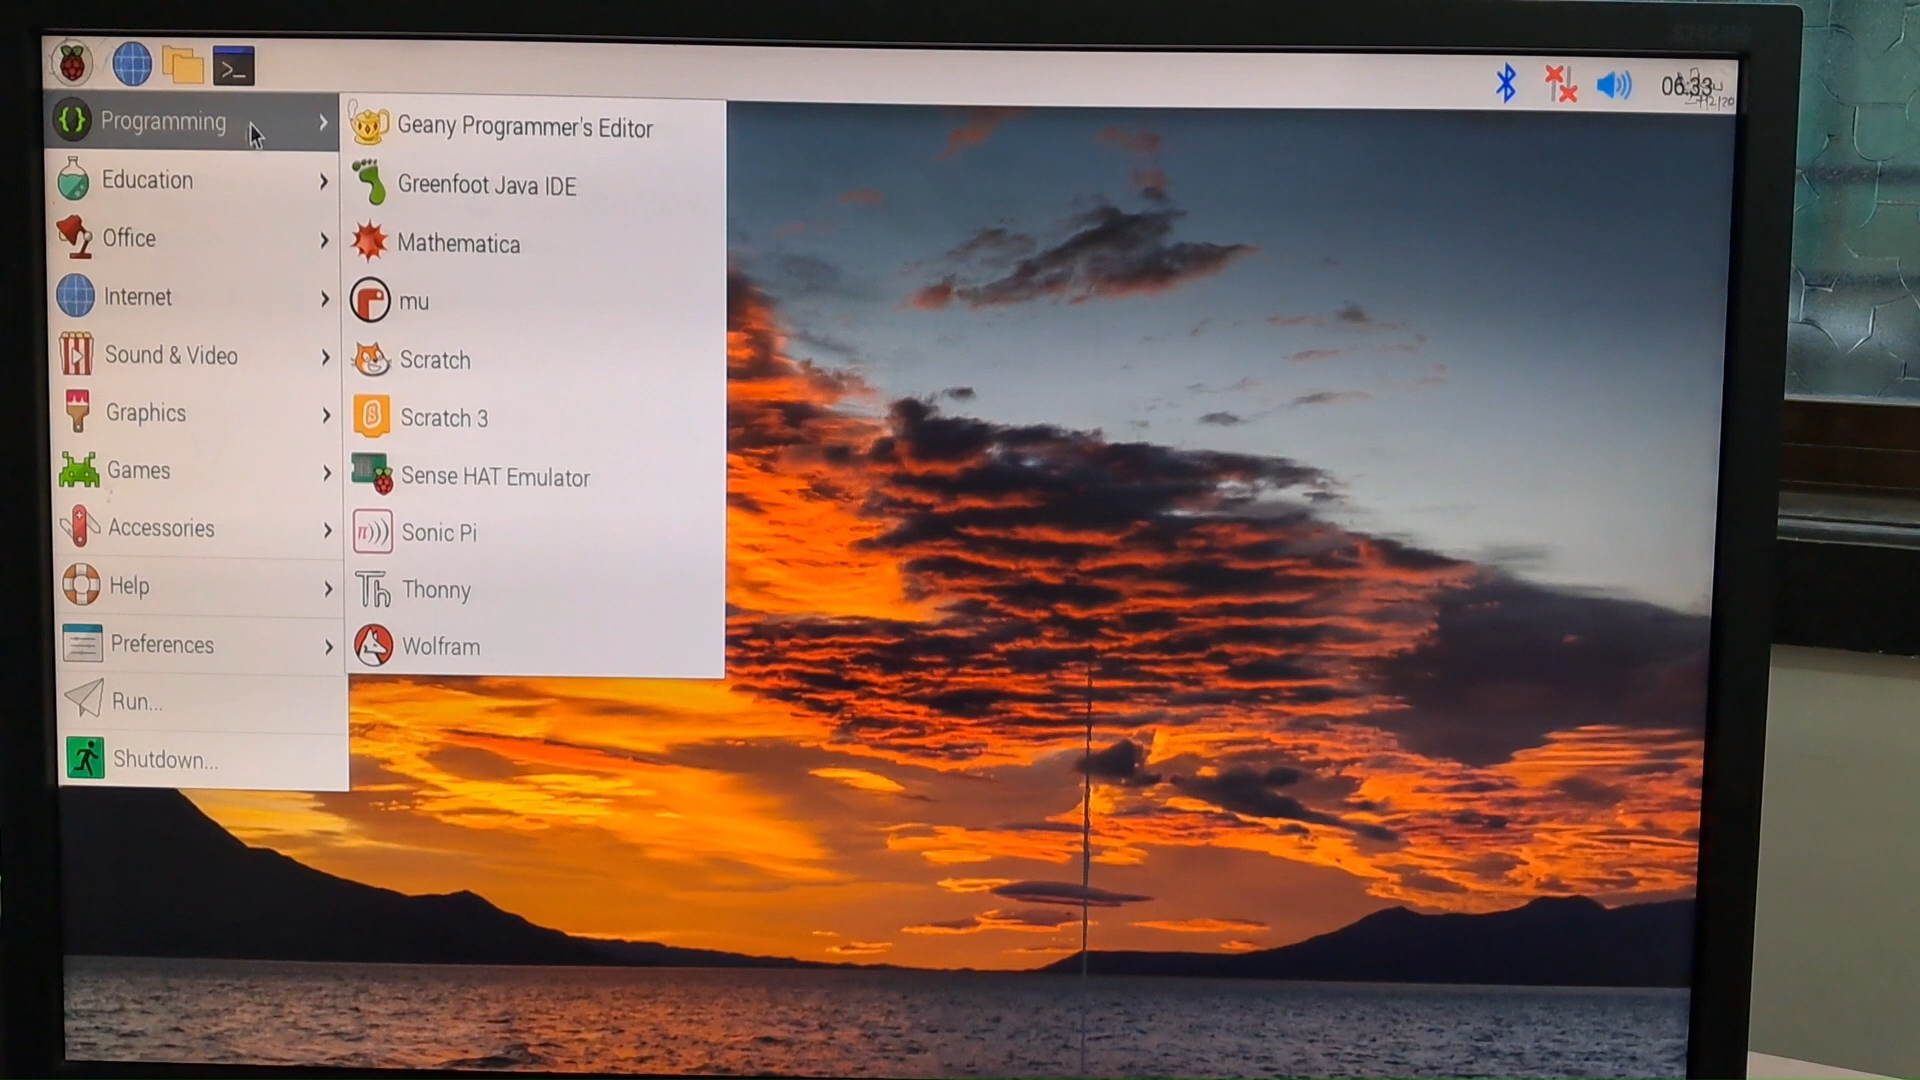 06:33
Programming
Education
Office
Internet
Sound & Video
Graphics
Games
Accessories
Help
Preferences
Run...
Shutdown...
Geany Programmer's Editor
Greenfoot Java IDE
Mathematica
mu
Scratch
Scratch 3
Sense HAT Emulator
Sonic Pi
Th Thonny
Wolfram